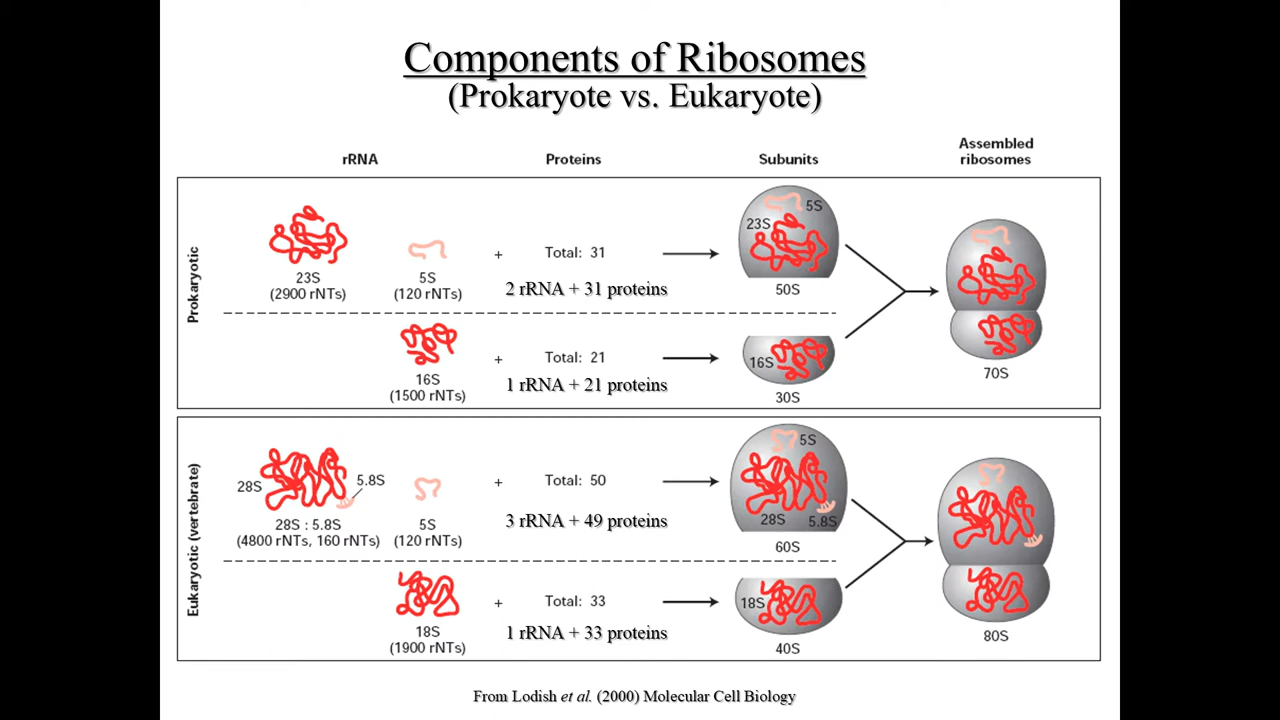 Components of Ribosomes
(Prokaryote vs. Eukaryote)
rRNA
Proteins
Subunits
Assembled
ribosomes
Prokaryotic
23S
(2900 rNTs)
5S
(120 rNTs)
+
Total: 31
2 rRNA + 31 proteins
5S
23S
50S
16S
(1500 rNTs)
+
Total: 21
1 rRNA + 21 proteins
16S
30S
70S
Eukaryotic (vertebrate)
28S
5.8S
28S : 5.8S
(4800 rNTs, 160 rNTs)
5S
(120 rNTs)
+
Total: 50
3 rRNA + 49 proteins
5S
28S
5.8S
60S
18S
(1900 rNTs)
+
Total: 33
1 rRNA + 33 proteins
18S
40S
80S
From Lodish et al. (2000) Molecular Cell Biology